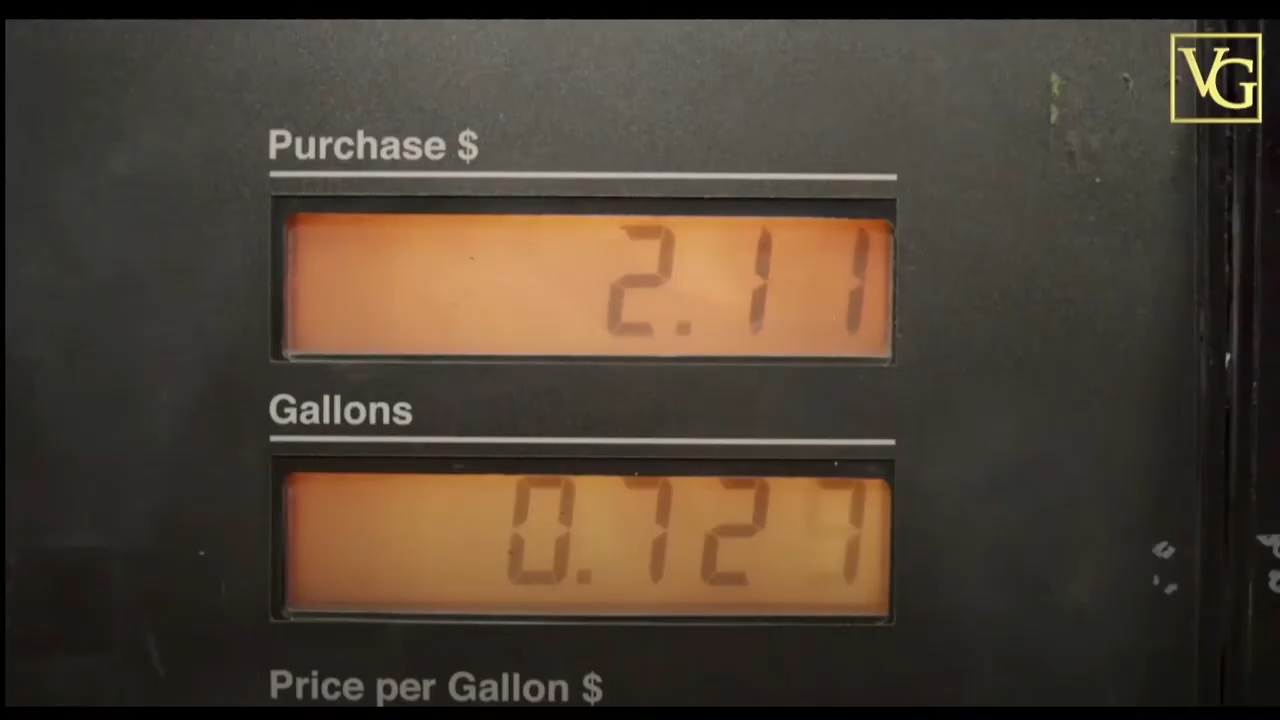 VG
Purchase $
2.11
Gallons
0.727
Price per Gallon $